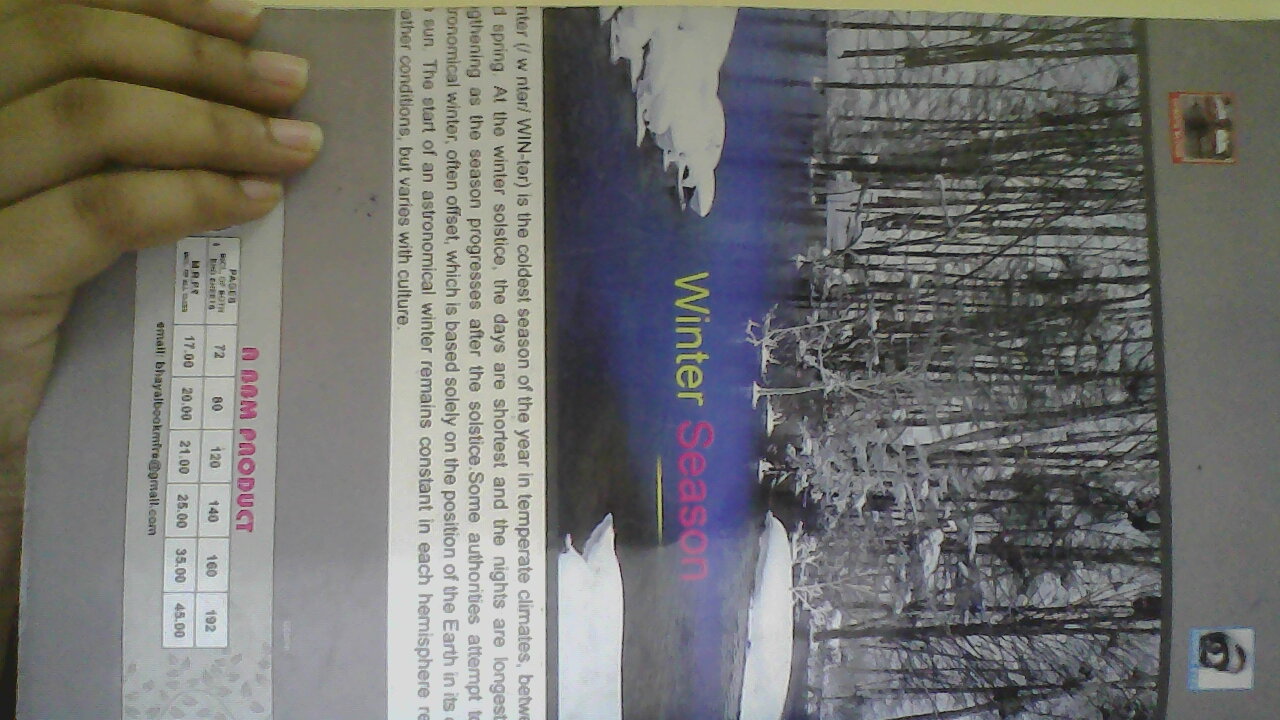 Winter Season
nter (/ w nter/ WIN-tər) is the coldest season of the year in temperate climates, betwe
d spring. At the winter solstice, the days are shortest and the nights are longest
gthening as the season progresses after the solstice.Some authorities attempt to
tronomical winter, often offset, which is based solely on the position of the Earth in its
sun. The start of an astronomical winter remains constant in each hemisphere re
ather conditions, but varies with culture.
A BBM PRODUCT
PAGES 72 80 120 140 160 192
M R P ₹ 17.00 20.00 21.00 25.00 35.00 45.00
email: bhayalbookmfre@gmail.com